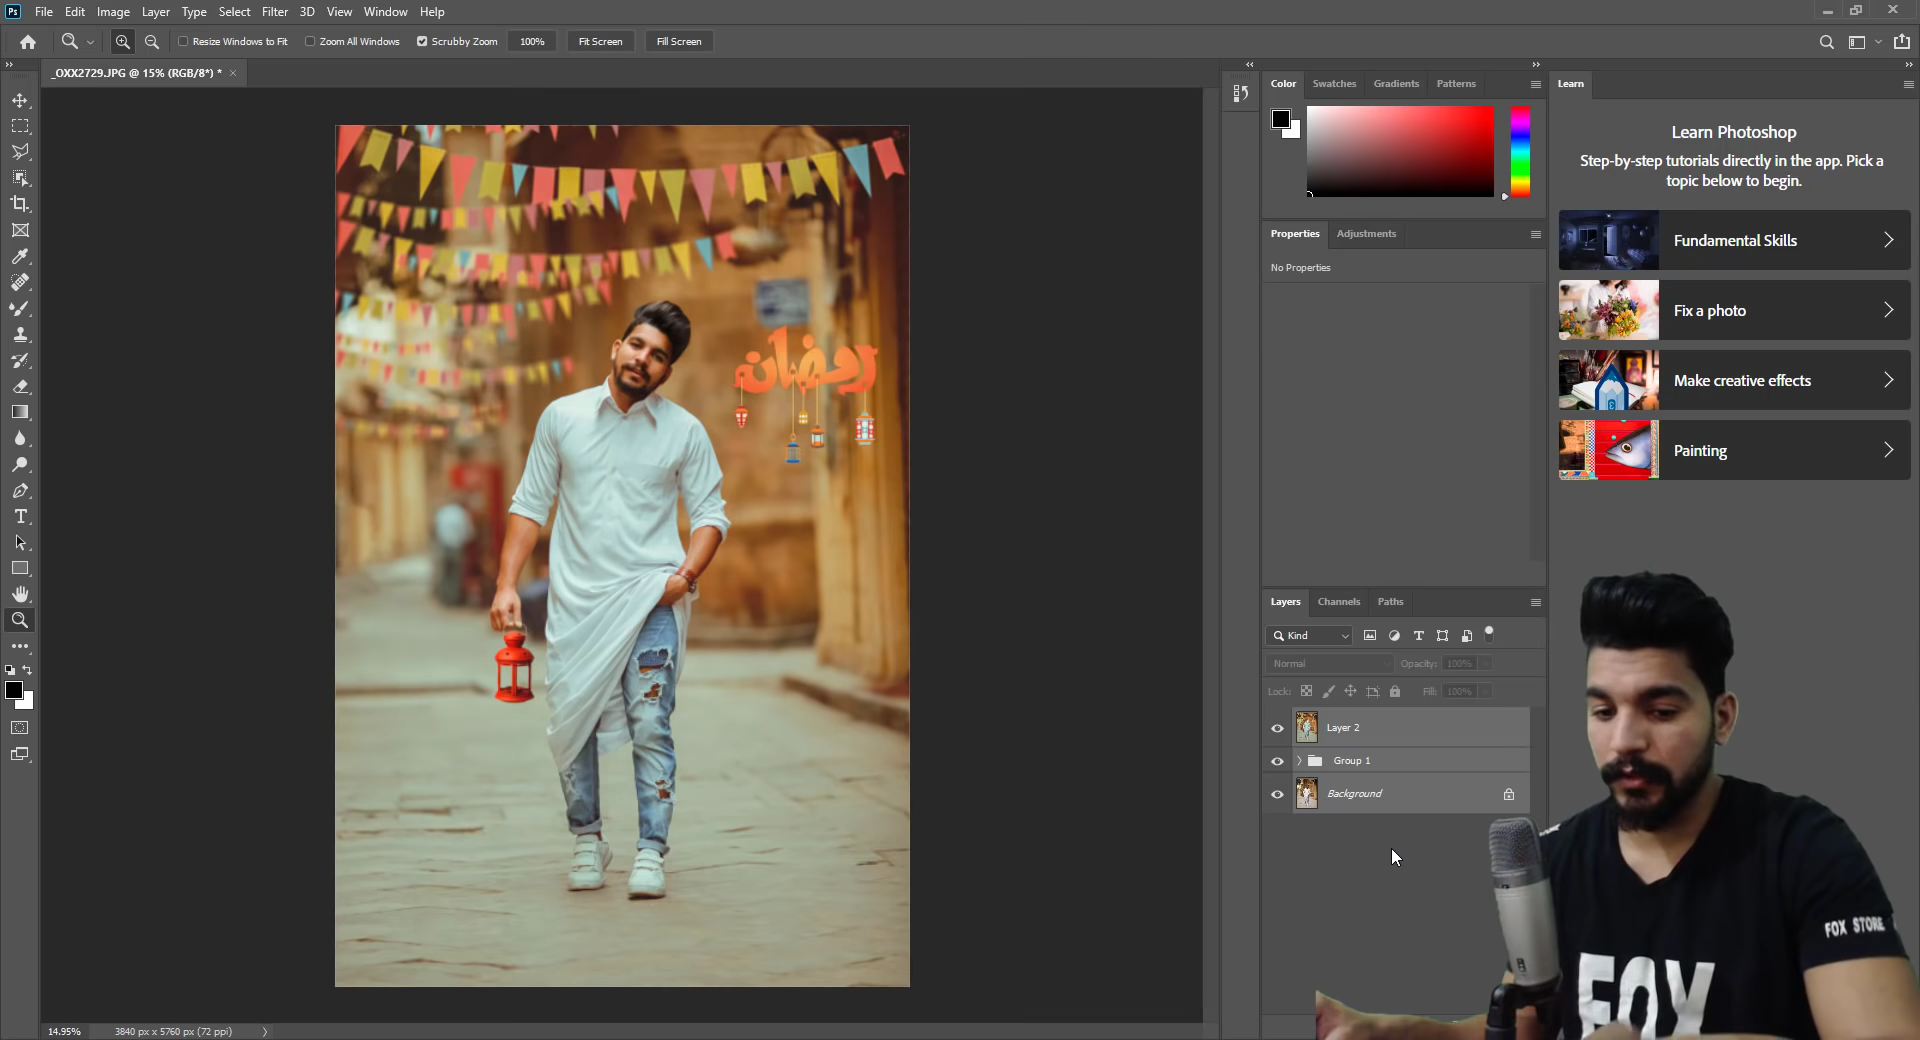 Ps File Edit Image Layer Type Select Filter 3D View Window Help
Resize Windows to Fit Zoom All Windows Scrubby Zoom 100% Fit Screen Fill Screen
_OXX2729.JPG @ 15% (RGB/8*) * ×
Color Swatches Gradients Patterns
Learn
Learn Photoshop
Step-by-step tutorials directly in the app. Pick a
topic below to begin.
Fundamental Skills
Fix a photo
Make creative effects
Painting
Properties Adjustments
No Properties
رمضان
Layers Channels Paths
Kind
Normal Opacity: 100%
Lock: Fill: 100%
Layer 2
Group 1
Background
FOX STORE
FOX
14.95% 3840 px x 5760 px (72 ppi)